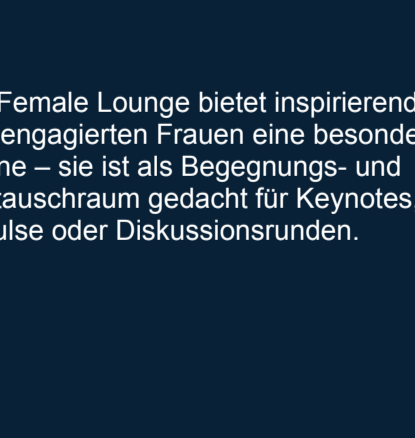 Female Lounge bietet inspirierend
engagierten Frauen eine besonde
ne – sie ist als Begegnungs- und
tauschraum gedacht für Keynotes,
ulse oder Diskussionsrunden.